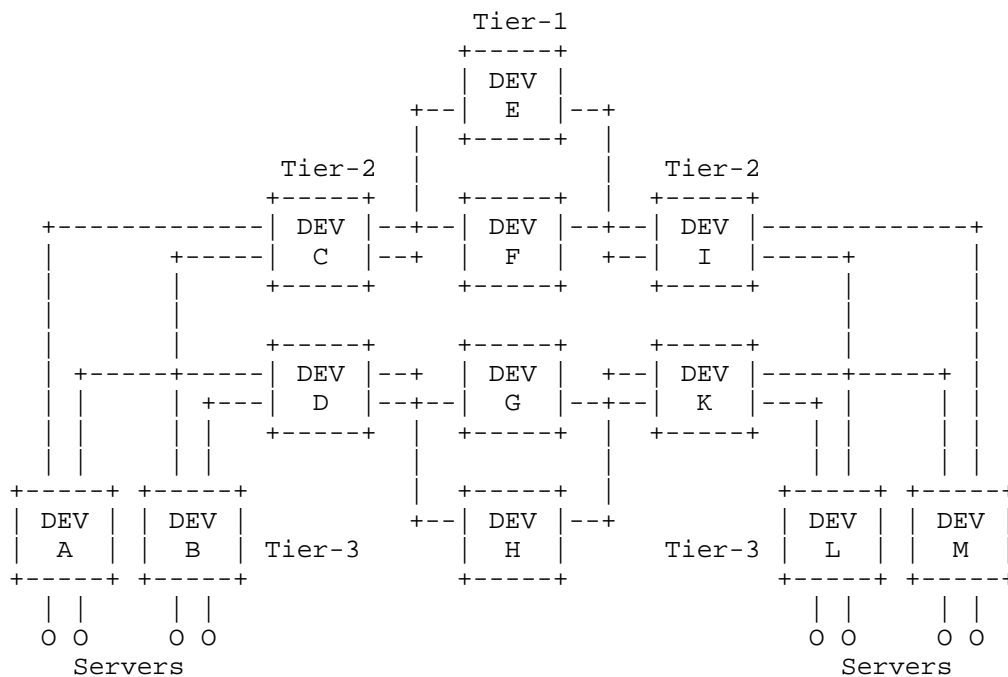 Tier-1
DEV
E
Tier-2 Tier-2
DEV DEV DEV
C F I
DEV DEV DEV
D G K
DEV DEV DEV DEV DEV
A B Tier-3 H Tier-3 L M
O O O O O O O O
Servers Servers